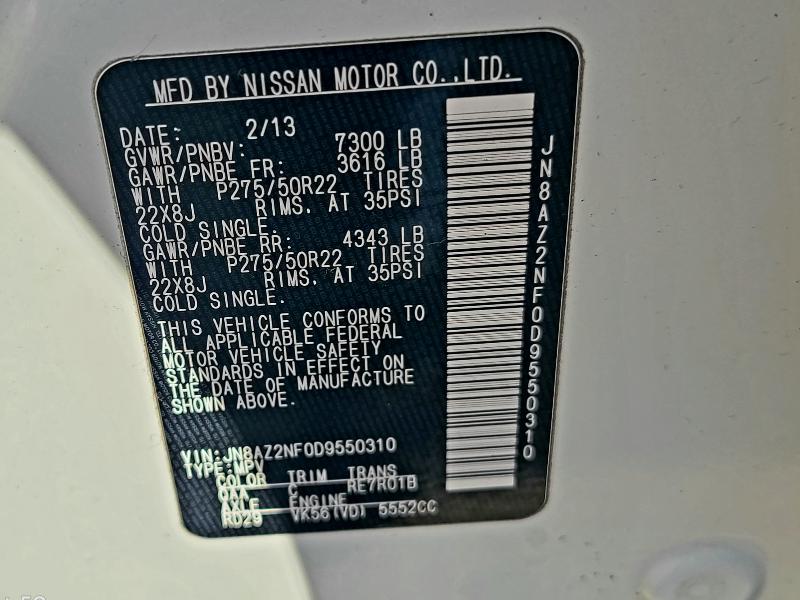 MFD BY NISSAN MOTOR CO.,LTD.
DATE: 2/13
GVWR/PNBV: 7300 LB
GAWR/PNBE FR: 3616 LB
WITH P275/50R22 TIRES
22X8J RIMS. AT 35PSI
COLD SINGLE.
GAWR/PNBE RR: 4343 LB
WITH P275/50R22 TIRES
22X8J RIMS. AT 35PSI
COLD SINGLE.
THIS VEHICLE CONFORMS TO
ALL APPLICABLE FEDERAL
MOTOR VEHICLE SAFETY
STANDARDS IN EFFECT ON
THE DATE OF MANUFACTURE
SHOWN ABOVE.
VIN:JN8AZ2NF0D9550310
TYPE:MPV
COLOR TRIM TRANS
QAA C RE7R01B
AXLE ENGINE
RD29 VK56(VD) 5552CC
JN8AZ2NF0D9550310